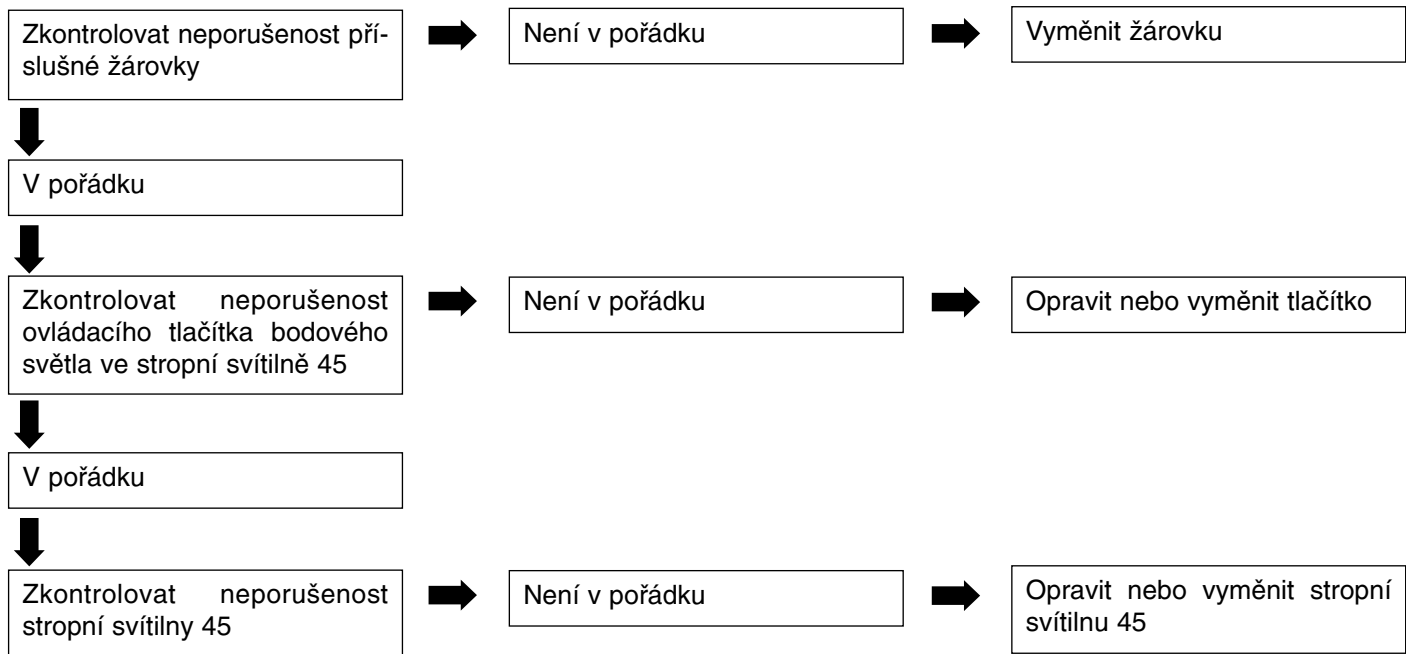 Zkontrolovat neporušenost pří-
slušné žárovky
Není v pořádku
Vyměnit žárovku
V pořádku
Zkontrolovat neporušenost
ovládacího tlačítka bodového
světla ve stropní svítilně 45
Není v pořádku
Opravit nebo vyměnit tlačítko
V pořádku
Zkontrolovat neporušenost
stropní svítilny 45
Není v pořádku
Opravit nebo vyměnit stropní
svítilnu 45